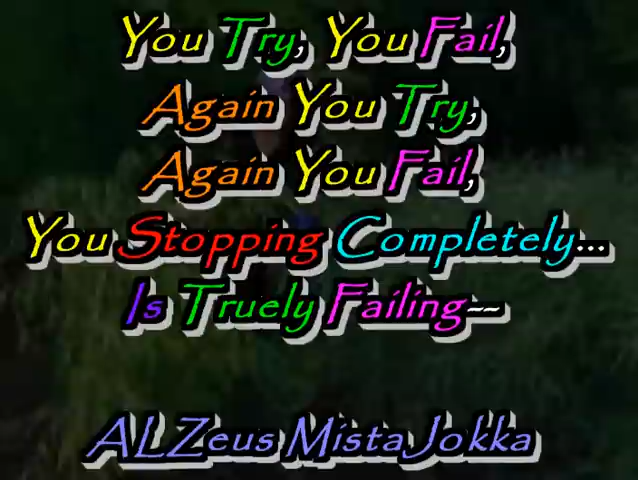 You Try, You Fail,
Again You Try,
Again You Fail,
You Stopping Completely...
Is Truely Failing--
ALZeus MistaJokka